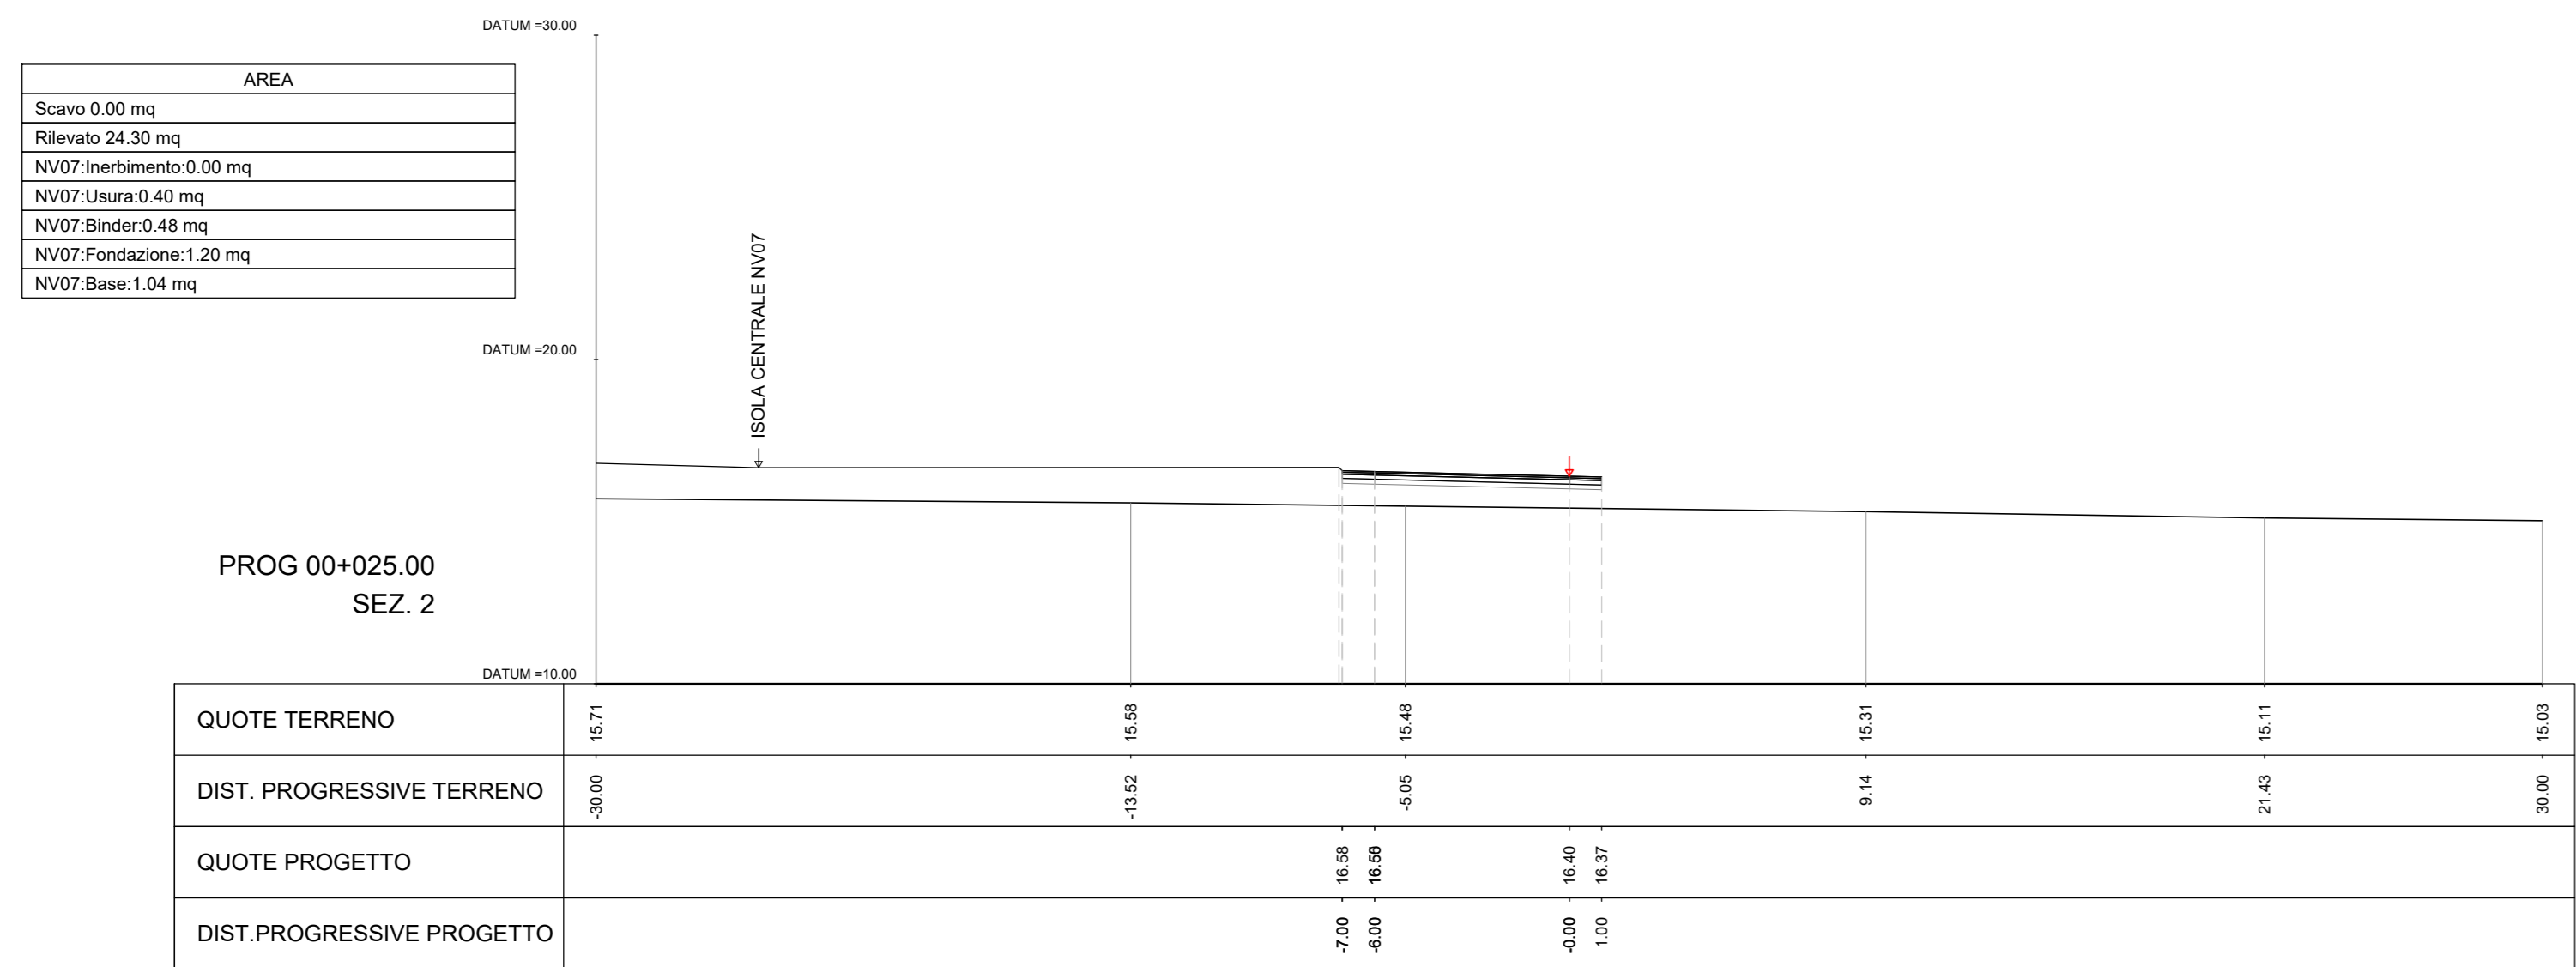 DATUM =30.00
AREA
Scavo 0.00 mq
Rilevato 24.30 mq
NV07:Inerbimento:0.00 mq
NV07:Usura:0.40 mq
NV07:Binder:0.48 mq
NV07:Fondazione:1.20 mq
NV07:Base:1.04 mq
ISOLA CENTRALE NV07
DATUM =20.00
PROG 00+025.00
SEZ. 2
DATUM =10.00
QUOTE TERRENO 15.71 15.58 15.48 15.31 15.11 15.03
DIST. PROGRESSIVE TERRENO -30.00 -13.52 -5.05 9.14 21.43 30.00
QUOTE PROGETTO 16.58 16.40 16.37
DIST.PROGRESSIVE PROGETTO -7.00 -6.00 -0.00 1.00